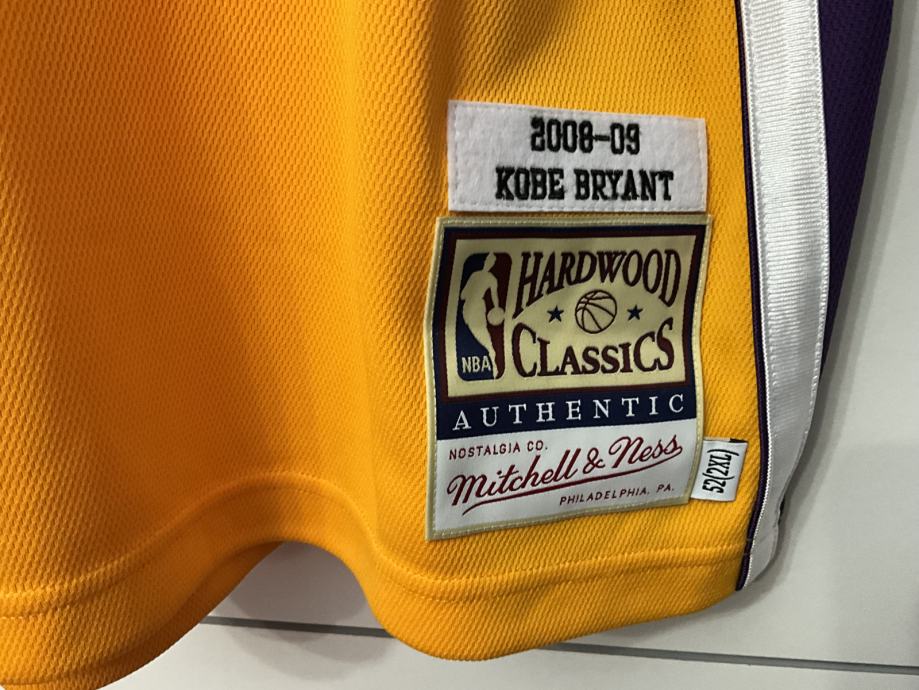 2008-09
KOBE BRYANT
HARDWOOD
CLASSICS
NBA
AUTHENTIC
NOSTALGIA CO.
Mitchell & Ness
PHILADELPHIA, PA.
52(2XL)